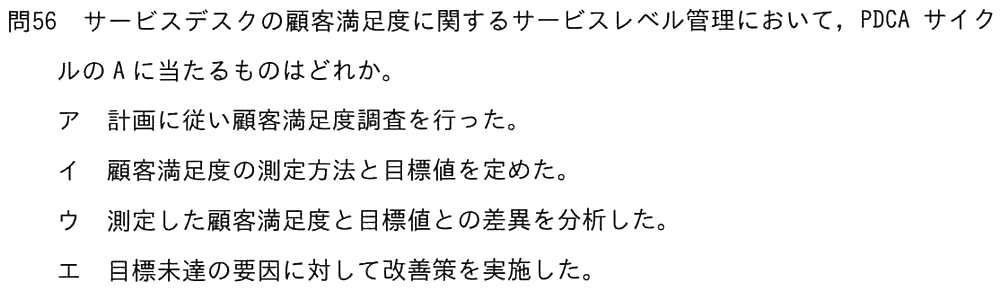 問56　サービスデスクの顧客満足度に関するサービスレベル管理において，PDCA サイク
ルの A に当たるものはどれか。
ア　計画に従い顧客満足度調査を行った。
イ　顧客満足度の測定方法と目標値を定めた。
ウ　測定した顧客満足度と目標値との差異を分析した。
エ　目標未達の要因に対して改善策を実施した。